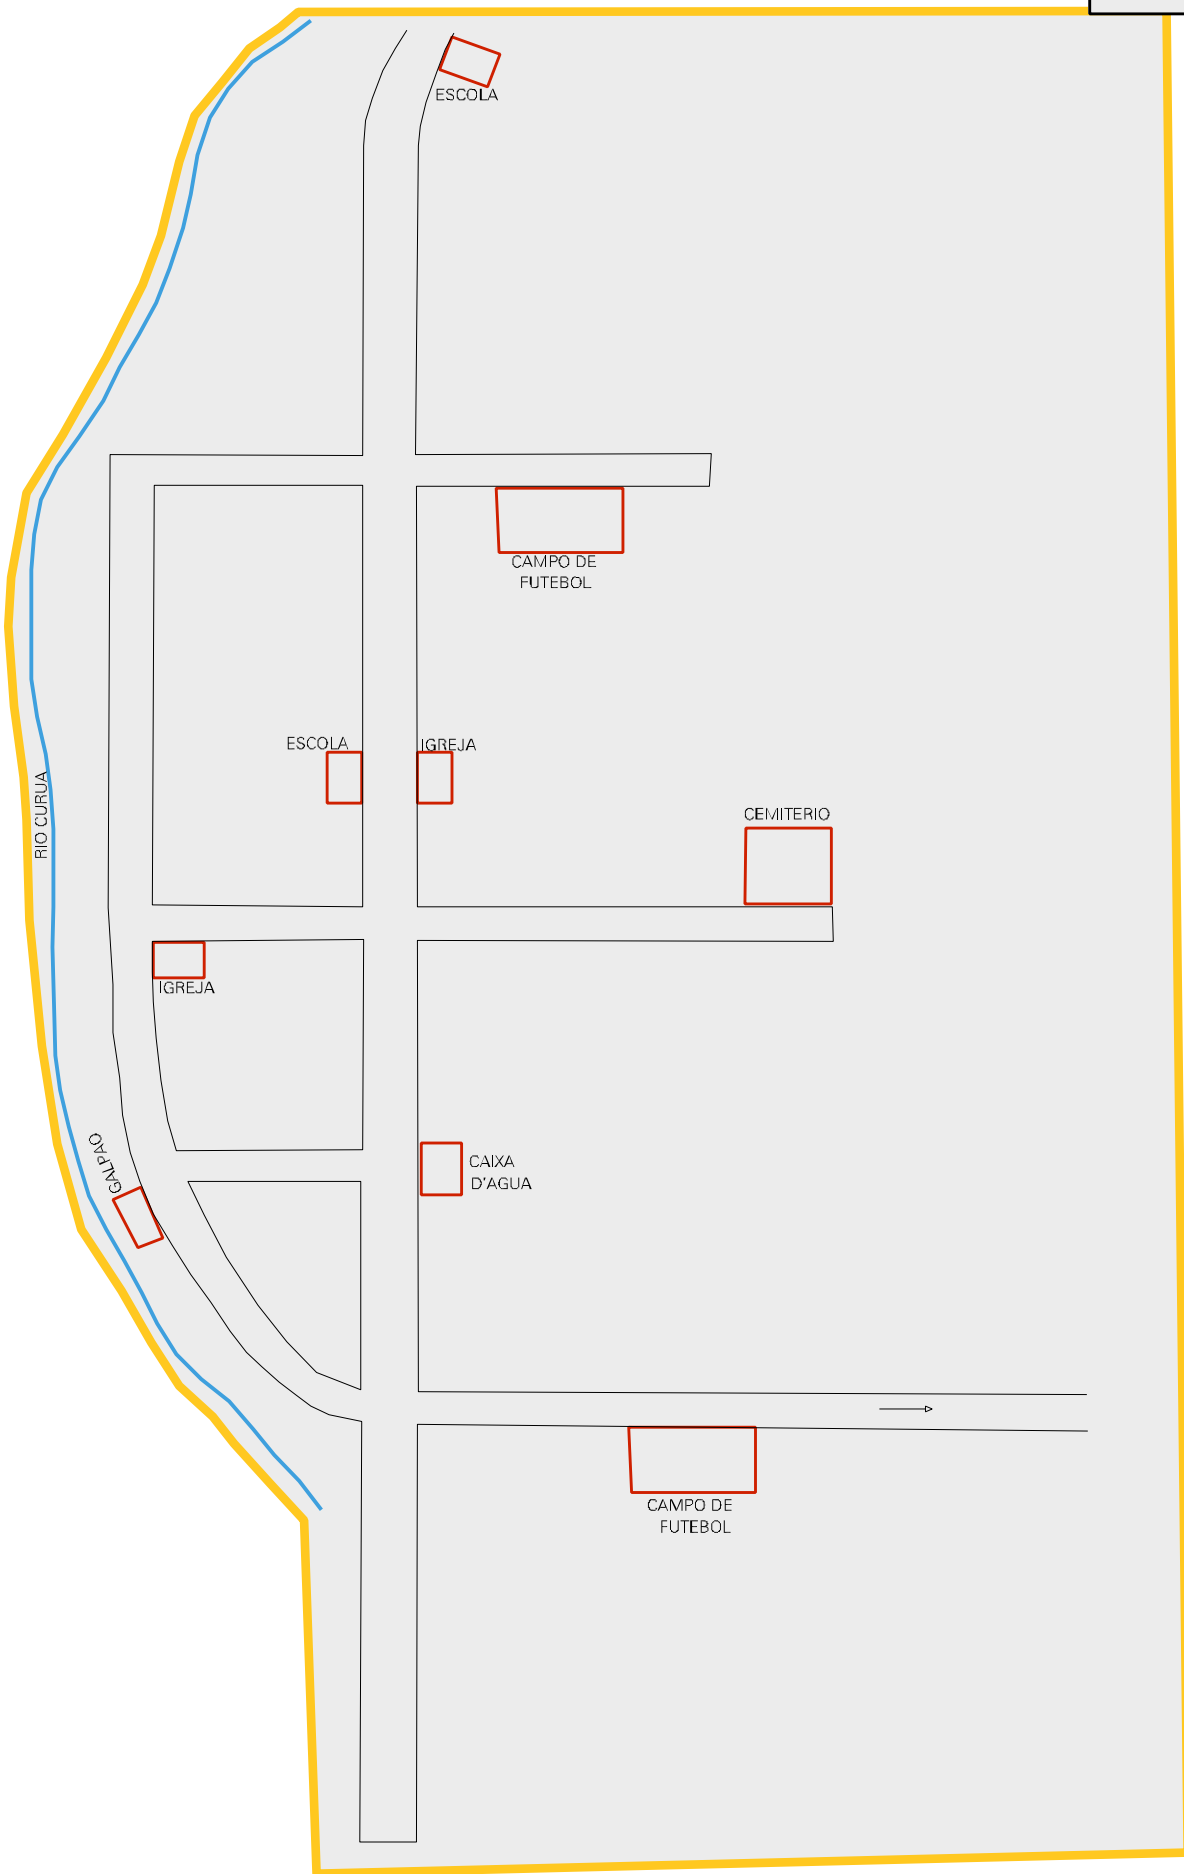 ESCOLA
CAMPO DE
FUTEBOL
ESCOLA
IGREJA
RIO CURUA
CEMITERIO
IGREJA
GALPAO
CAIXA
D'AGUA
CAMPO DE
FUTEBOL